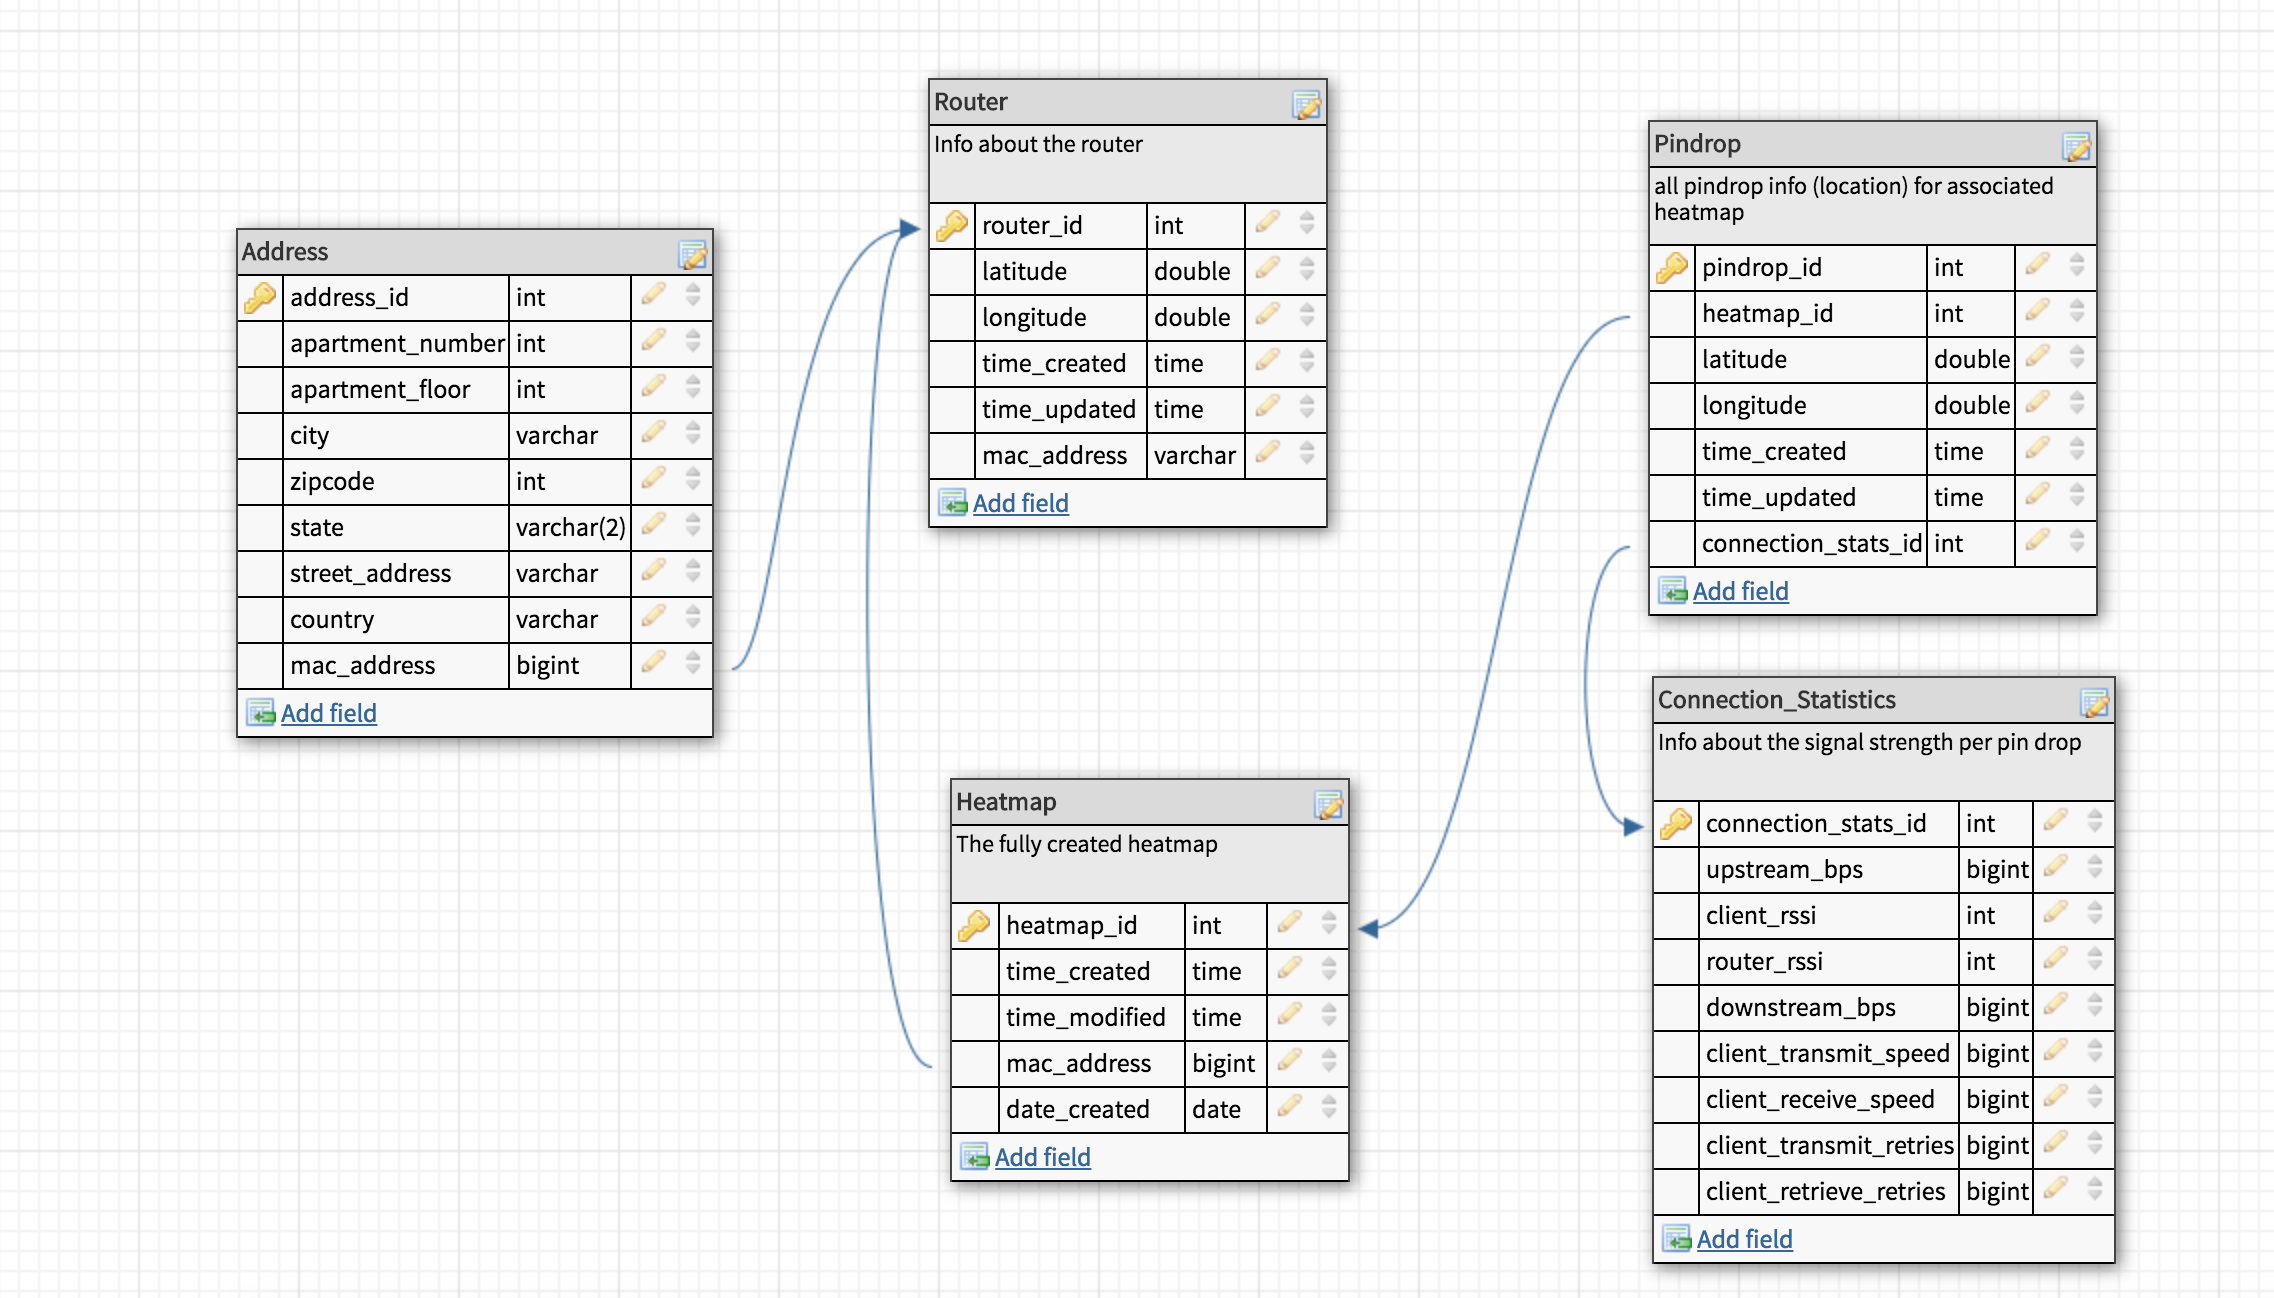 Address
address_id int
apartment_number int
apartment_floor int
city varchar
zipcode int
state varchar(2)
street_address varchar
country varchar
mac_address bigint
Add field
Router
Info about the router
router_id int
latitude double
longitude double
time_created time
time_updated time
mac_address varchar
Add field
Heatmap
The fully created heatmap
heatmap_id int
time_created time
time_modified time
mac_address bigint
date_created date
Add field
Pindrop
all pindrop info (location) for associated
heatmap
pindrop_id int
heatmap_id int
latitude double
longitude double
time_created time
time_updated time
connection_stats_id int
Add field
Connection_Statistics
Info about the signal strength per pin drop
connection_stats_id int
upstream_bps bigint
client_rssi int
router_rssi int
downstream_bps bigint
client_transmit_speed bigint
client_receive_speed bigint
client_transmit_retries bigint
client_retrieve_retries bigint
Add field